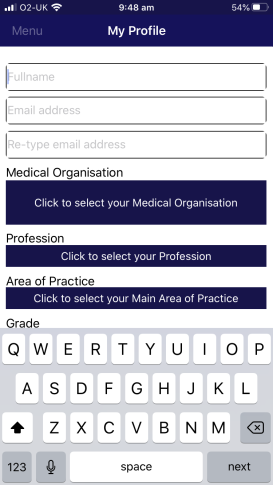 O2-UK 9:48 am 54%
Menu My Profile
Fullname
Email address
Re-type email address
Medical Organisation
Click to select your Medical Organisation
Profession
Click to select your Profession
Area of Practice
Click to select your Main Area of Practice
Grade
Q W E R T Y U I O P
A S D F G H J K L
Z X C V B N M
123 space next